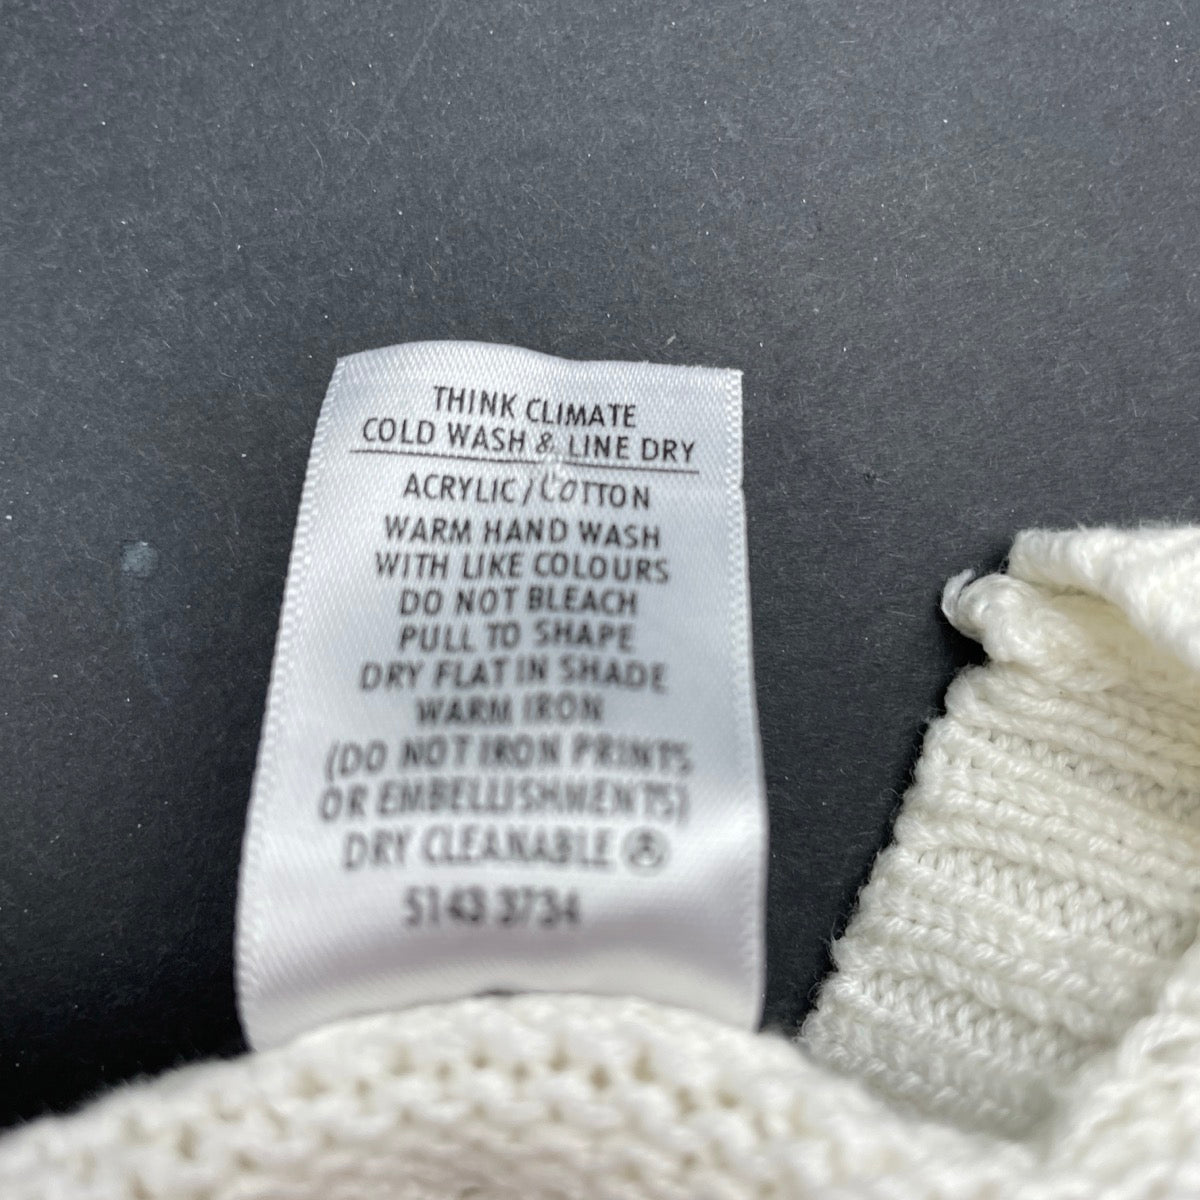 THINK CLIMATE
COLD WASH & LINE DRY
ACRYLIC / COTTON
WARM HAND WASH
WITH LIKE COLOURS
DO NOT BLEACH
PULL TO SHAPE
DRY FLAT IN SHADE
WARM IRON
(DO NOT IRON PRINTS
OR EMBELLISHMENTS)
DRY CLEANABLE Ⓐ
5143 3734